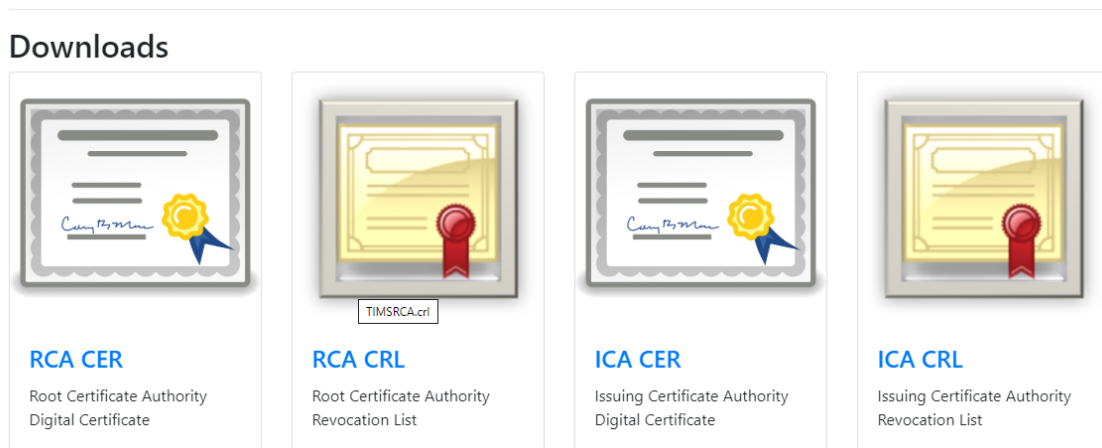 Downloads
TIMSRCA.crl
RCA CER
Root Certificate Authority
Digital Certificate
RCA CRL
Root Certificate Authority
Revocation List
ICA CER
Issuing Certificate Authority
Digital Certificate
ICA CRL
Issuing Certificate Authority
Revocation List